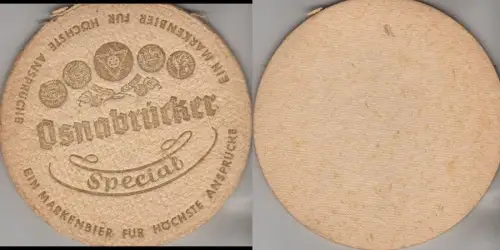 EIN MARKENBIER FÜR HÖCHSTE ANSPRÜCHE
Osnabrücker
Special
EIN MARKENBIER FÜR HÖCHSTE ANSPRÜCHE